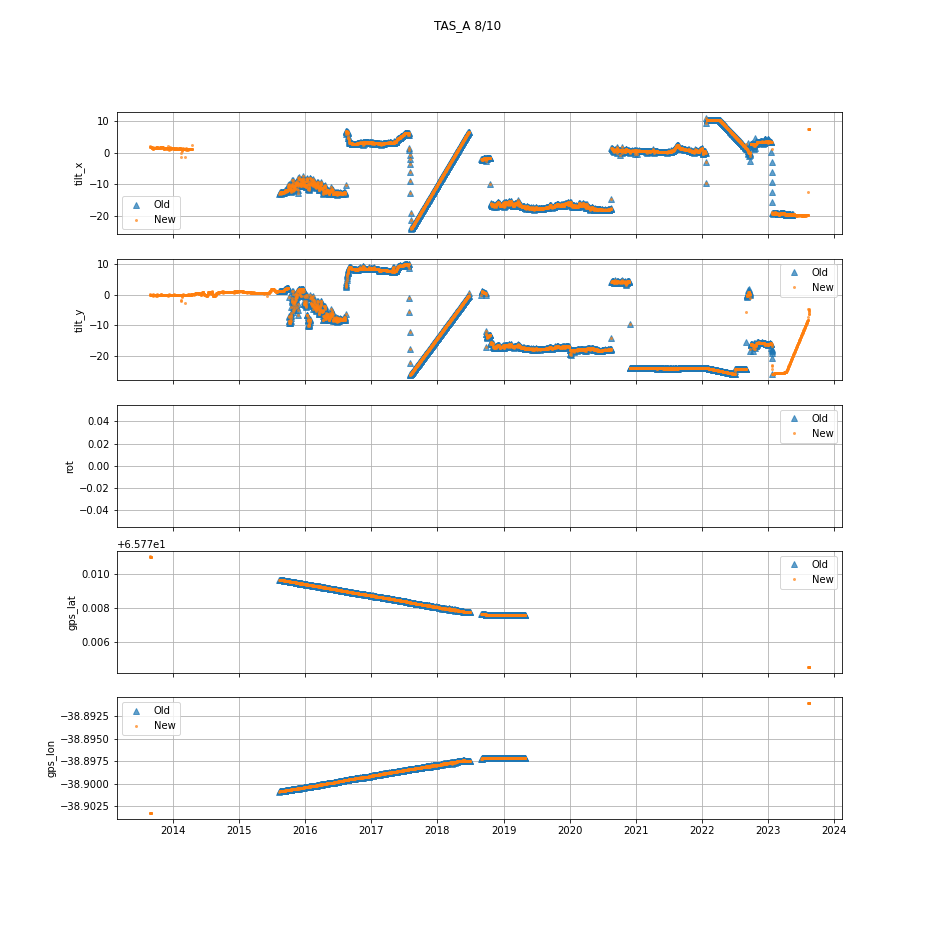 TAS_A 8/10
10
0
−10
−20
tilt_x
Old
New
10
0
−10
−20
tilt_y
Old
New
0.04
0.02
0.00
−0.02
−0.04
rot
Old
New
+6.577e1
0.010
0.008
0.006
gps_lat
Old
New
−38.8925
−38.8950
−38.8975
−38.9000
−38.9025
gps_lon
Old
New
2014 2015 2016 2017 2018 2019 2020 2021 2022 2023 2024